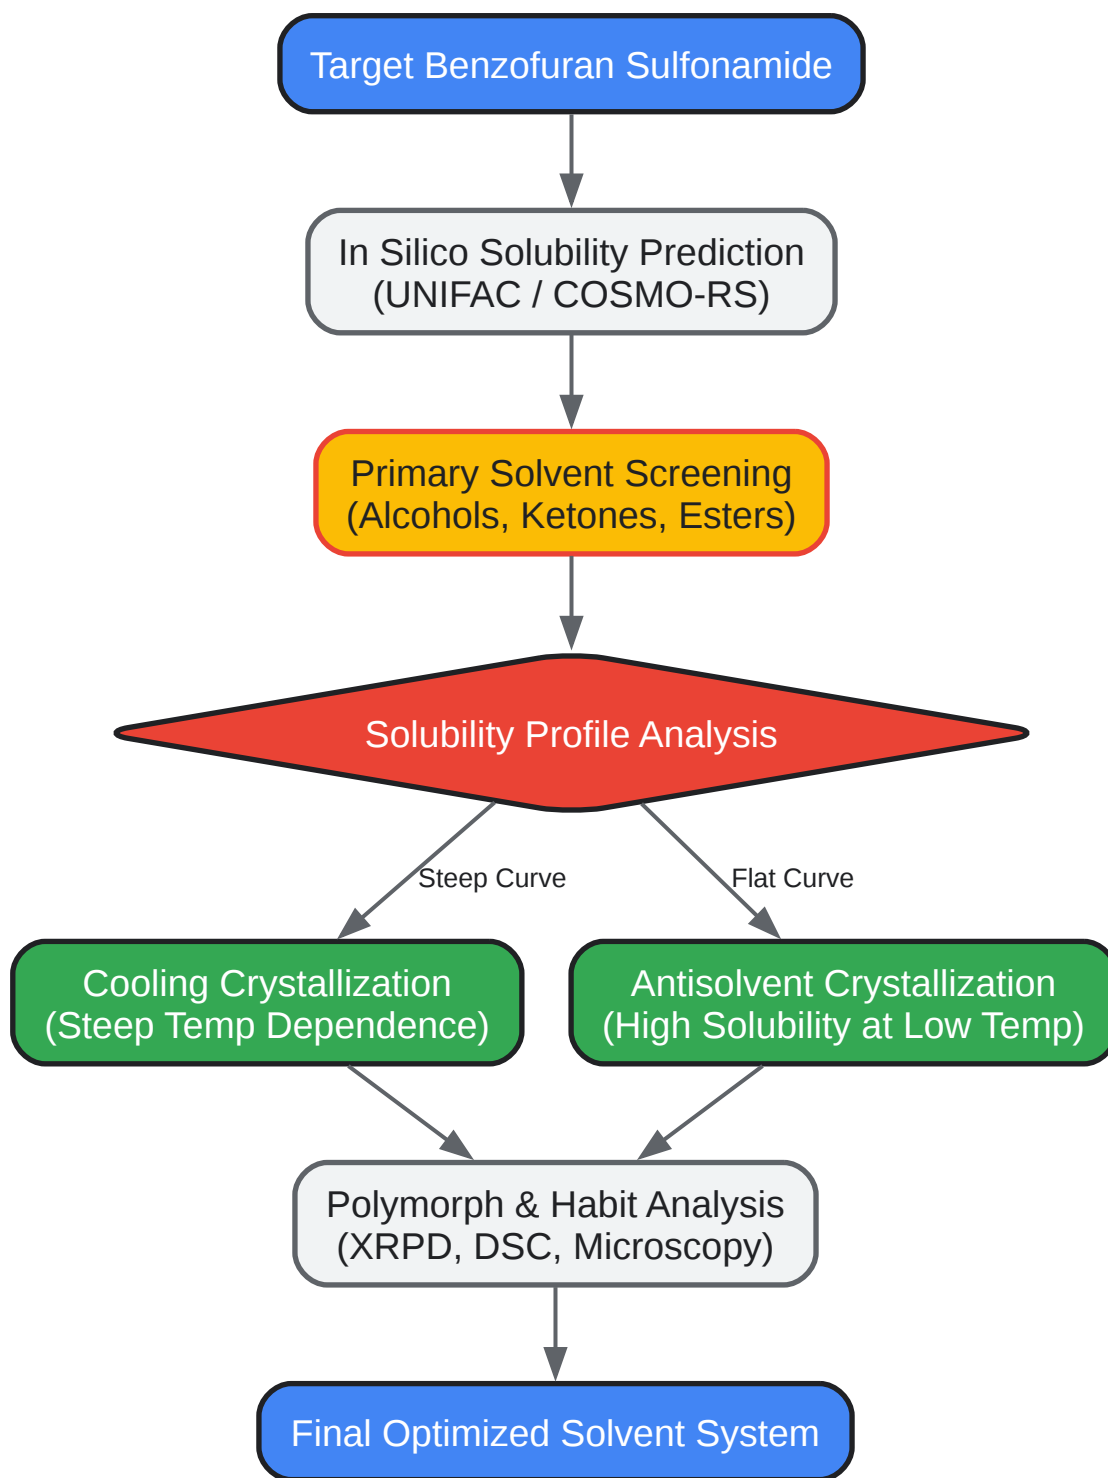 Target Benzofuran Sulfonamide
In Silico Solubility Prediction
(UNIFAC / COSMO-RS)
Primary Solvent Screening
(Alcohols, Ketones, Esters)
Solubility Profile Analysis
Steep Curve
Flat Curve
Cooling Crystallization
(Steep Temp Dependence)
Antisolvent Crystallization
(High Solubility at Low Temp)
Polymorph & Habit Analysis
(XRPD, DSC, Microscopy)
Final Optimized Solvent System